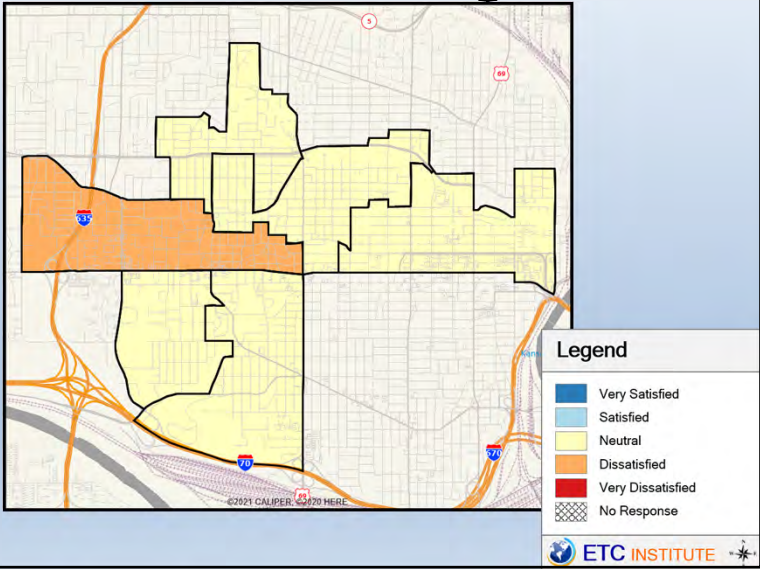 5
69
635
Kans
Legend
Very Satisfied
Satisfied
Neutral
Dissatisfied
Very Dissatisfied
No Response
670
70
69
©2021 CALIPER; ©2020 HERE
ETC INSTITUTE